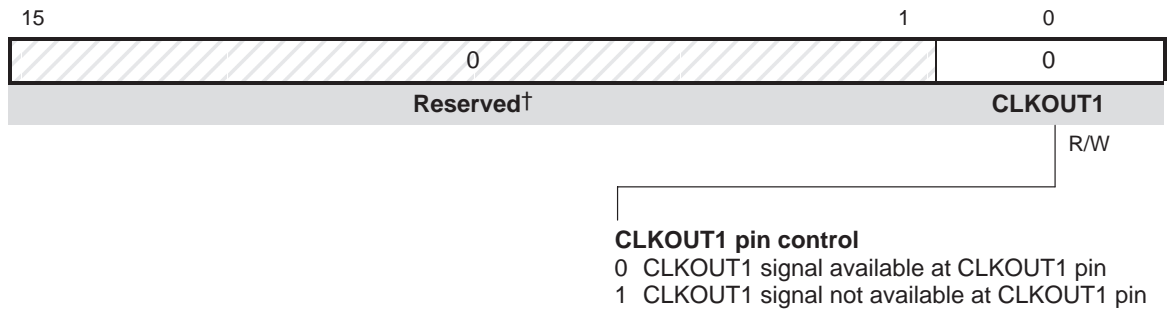 15 1 0
0 0
Reserved† CLKOUT1
R/W
CLKOUT1 pin control
0 CLKOUT1 signal available at CLKOUT1 pin
1 CLKOUT1 signal not available at CLKOUT1 pin